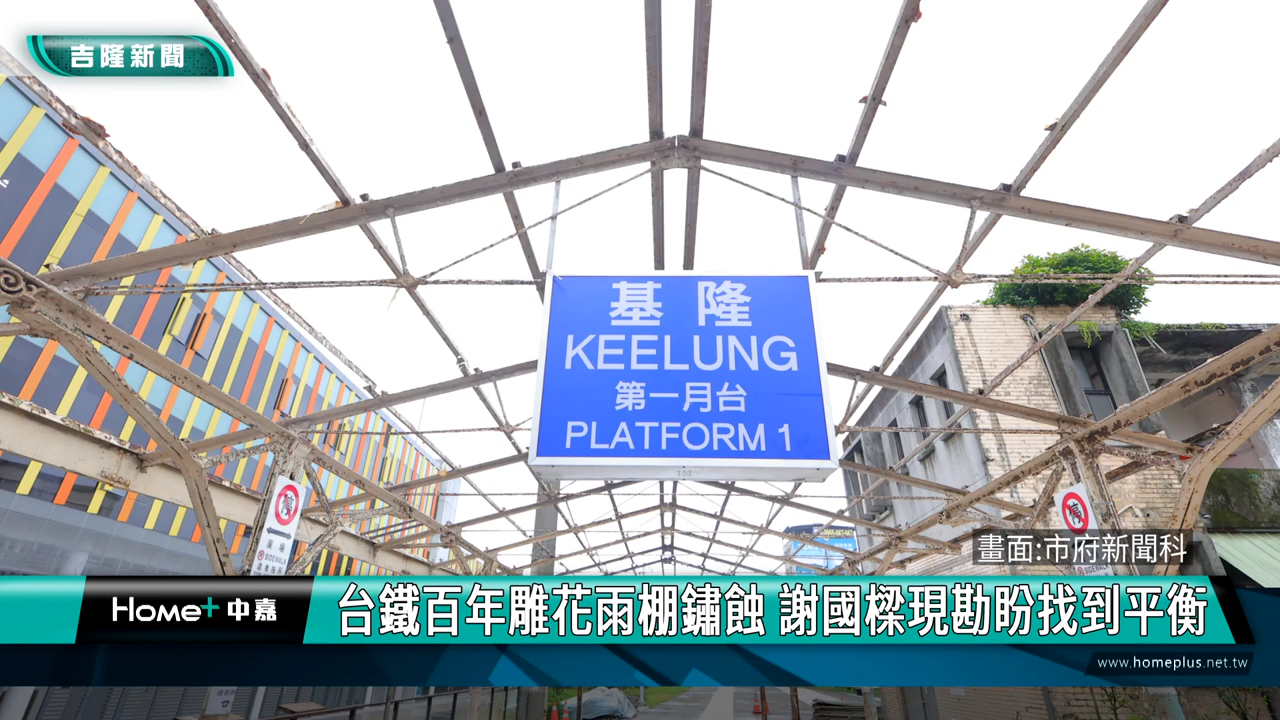 吉隆新聞
基隆
KEELUNG
第一月台
PLATFORM 1
畫面:市府新聞科
Home+中嘉
台鐵百年雕花雨棚鏽蝕 謝國樑現勘盼找到平衡
www.homeplus.net.tw